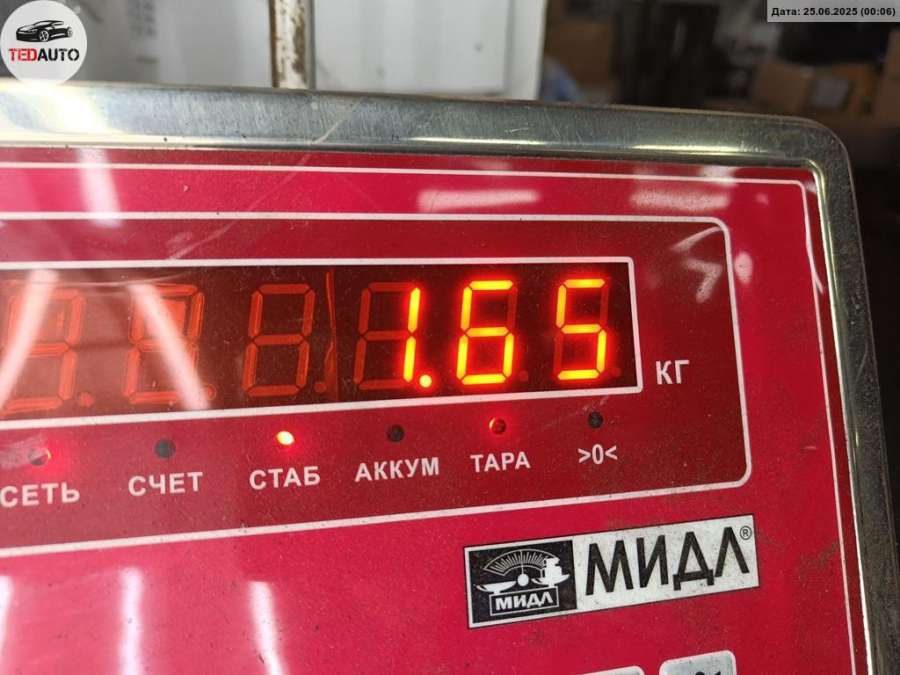 TEDAUTO
Дата: 25.06.2025 (00:06)
1.65
КГ
СЕТЬ СЧЕТ СТАБ АККУМ ТАРА >0<
МИДЛ МИДЛ®